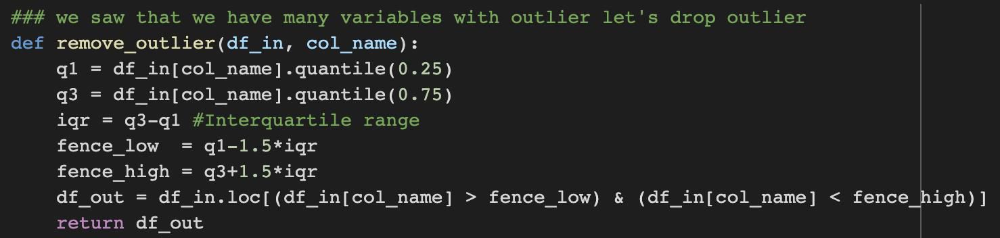 ### we saw that we have many variables with outlier let's drop outlier
def remove_outlier(df_in, col_name):
    q1 = df_in[col_name].quantile(0.25)
    q3 = df_in[col_name].quantile(0.75)
    iqr = q3-q1 #Interquartile range
    fence_low  = q1-1.5*iqr
    fence_high = q3+1.5*iqr
    df_out = df_in.loc[(df_in[col_name] > fence_low) & (df_in[col_name] < fence_high)]
    return df_out